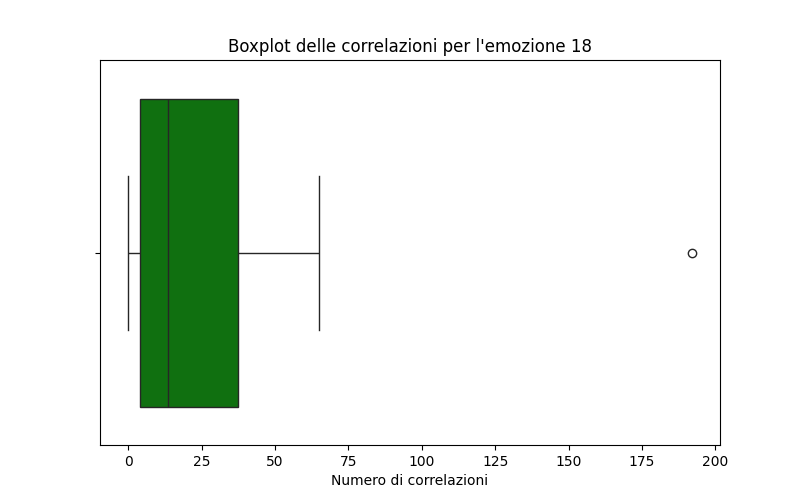 Boxplot delle correlazioni per l'emozione 18
0 25 50 75 100 125 150 175 200
Numero di correlazioni